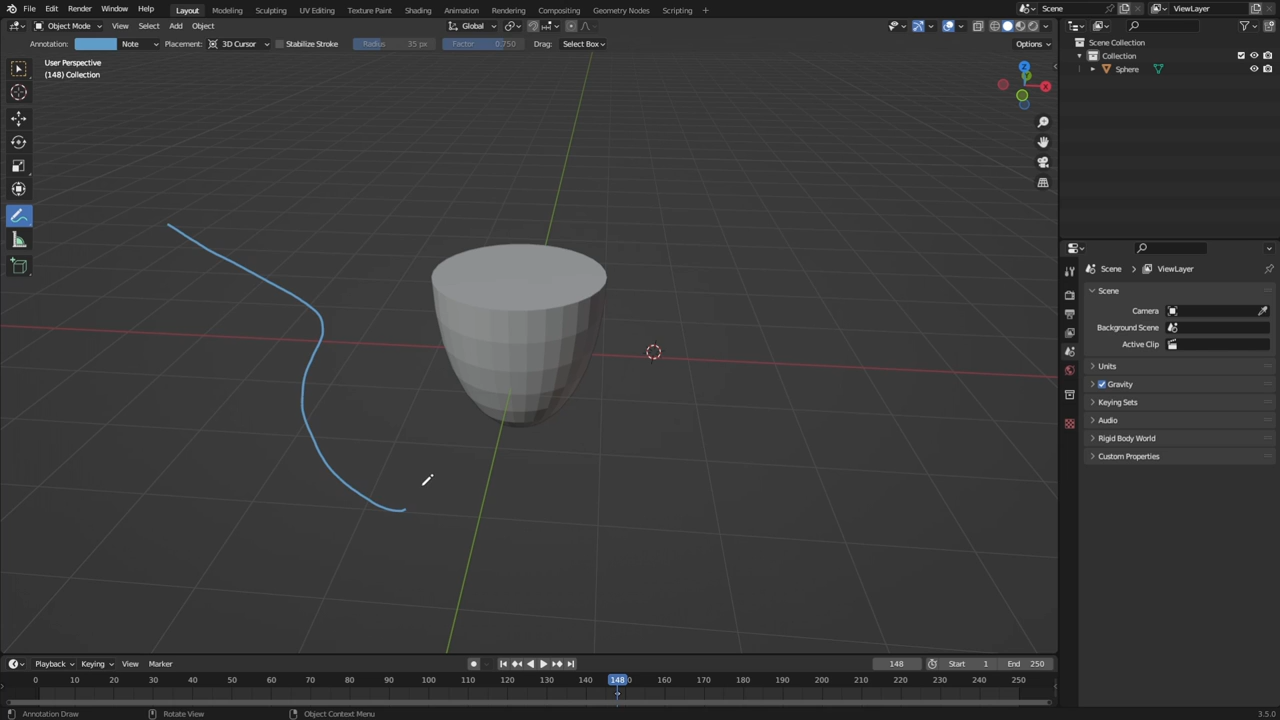 File Edit Render Window Help Layout Modeling Sculpting UV Editing Texture Paint Shading Animation Rendering Compositing Geometry Nodes Scripting + Scene ViewLayer
Object Mode View Select Add Object Global Options
Annotation: Note Placement: 3D Cursor Stabilize Stroke Radius 35 px Factor 0.750 Drag: Select Box
User Perspective
(148) Collection
Z
X
Scene Collection
Collection
Sphere
Scene > ViewLayer
Scene
Camera
Background Scene
Active Clip
Units
Gravity
Keying Sets
Audio
Rigid Body World
Custom Properties
Playback Keying View Marker 148 Start 1 End 250
0 10 20 30 40 50 60 70 80 90 100 110 120 130 140 148 160 170 180 190 200 210 220 230 240 250
Annotation Draw Rotate View Object Context Menu 3.5.0